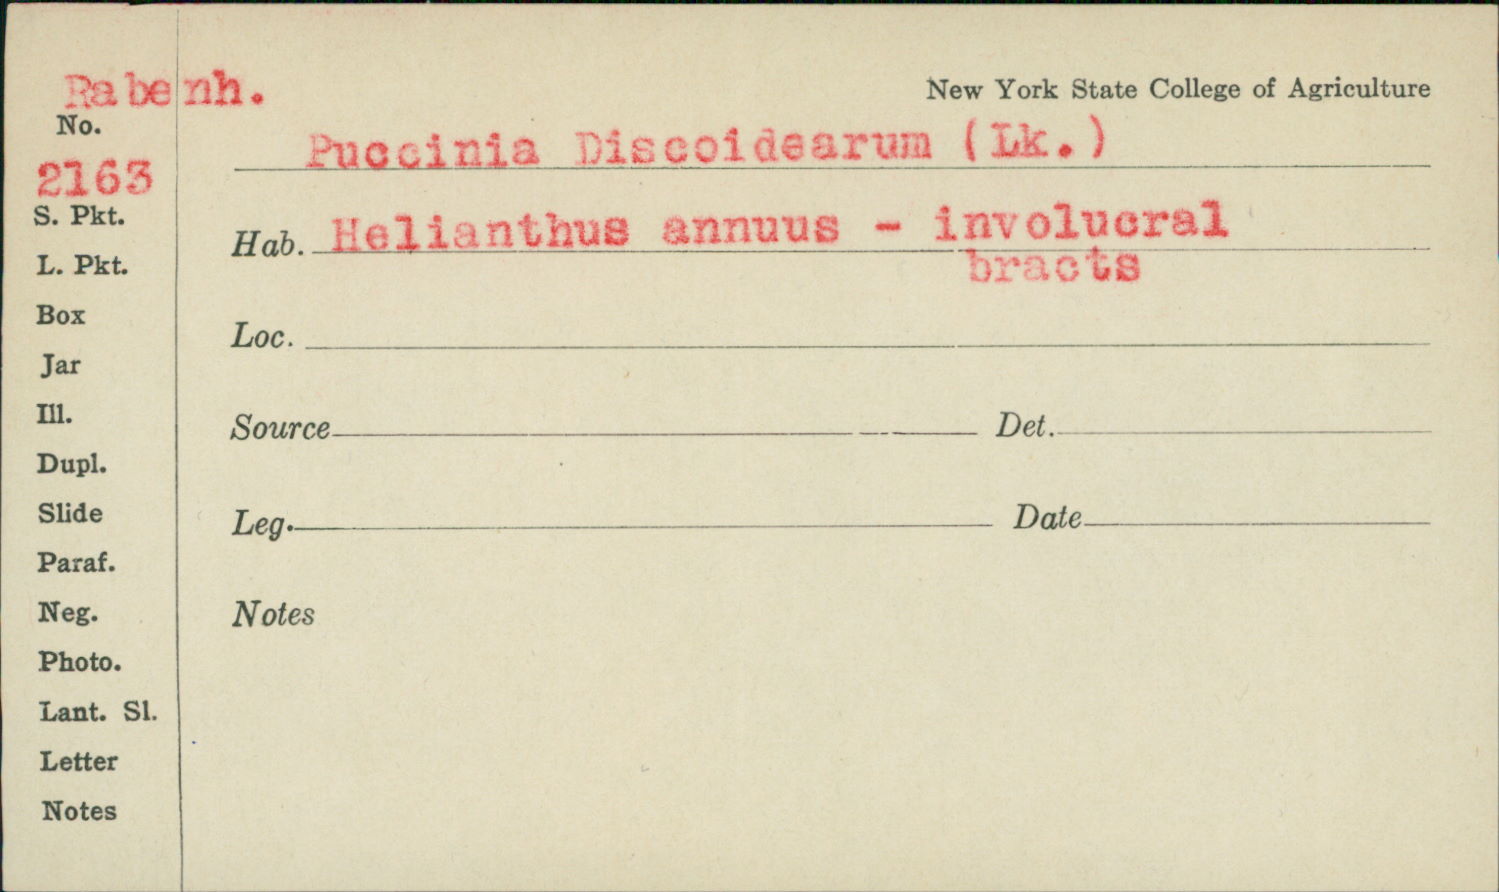 Rabenh.
New York State College of Agriculture
No.
Puccinia Discoidearum (Lk.)
2163
S. Pkt.
Hab. Helianthus annuus - involucral
bracts
L. Pkt.
Box
Loc.
Jar
Ill.
Source Det.
Dupl.
Slide
Leg. Date
Paraf.
Neg.
Notes
Photo.
Lant. Sl.
Letter
Notes